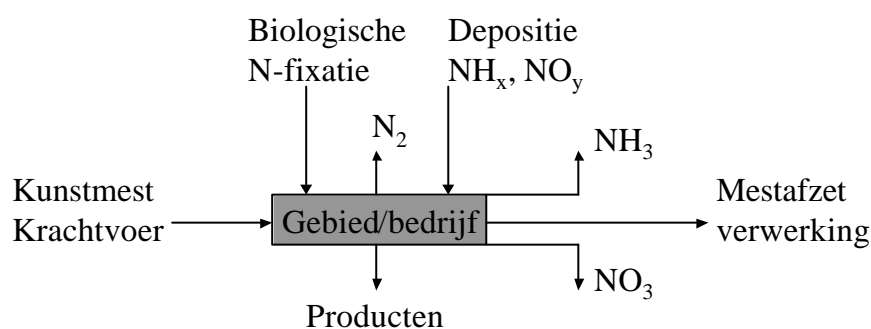 Biologische
N-fixatie
Depositie
NHx, NOy
N2
NH3
Kunstmest
Krachtvoer
Gebied/bedrijf
Mestafzet
verwerking
NO3
Producten